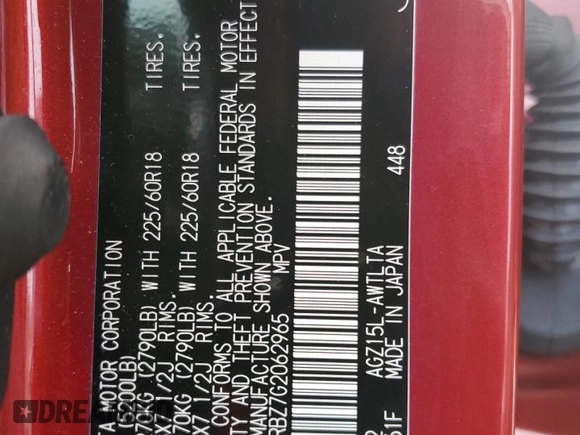 TA MOTOR CORPORATION
(5200LB)
KG (2790LB) WITH 225/60R18 TIRES.
X7 1/2J RIMS.
70KG (2790LB) WITH 225/60R18 TIRES.
X7 1/2J RIMS.
CONFORMS TO ALL APPLICABLE FEDERAL MOTOR
TY AND THEFT PREVENTION STANDARDS IN EFFECT
MANUFACTURE SHOWN ABOVE.
RBZ7G2062965 MPV
AGZ15L-AWTLTA
51F MADE IN JAPAN 448